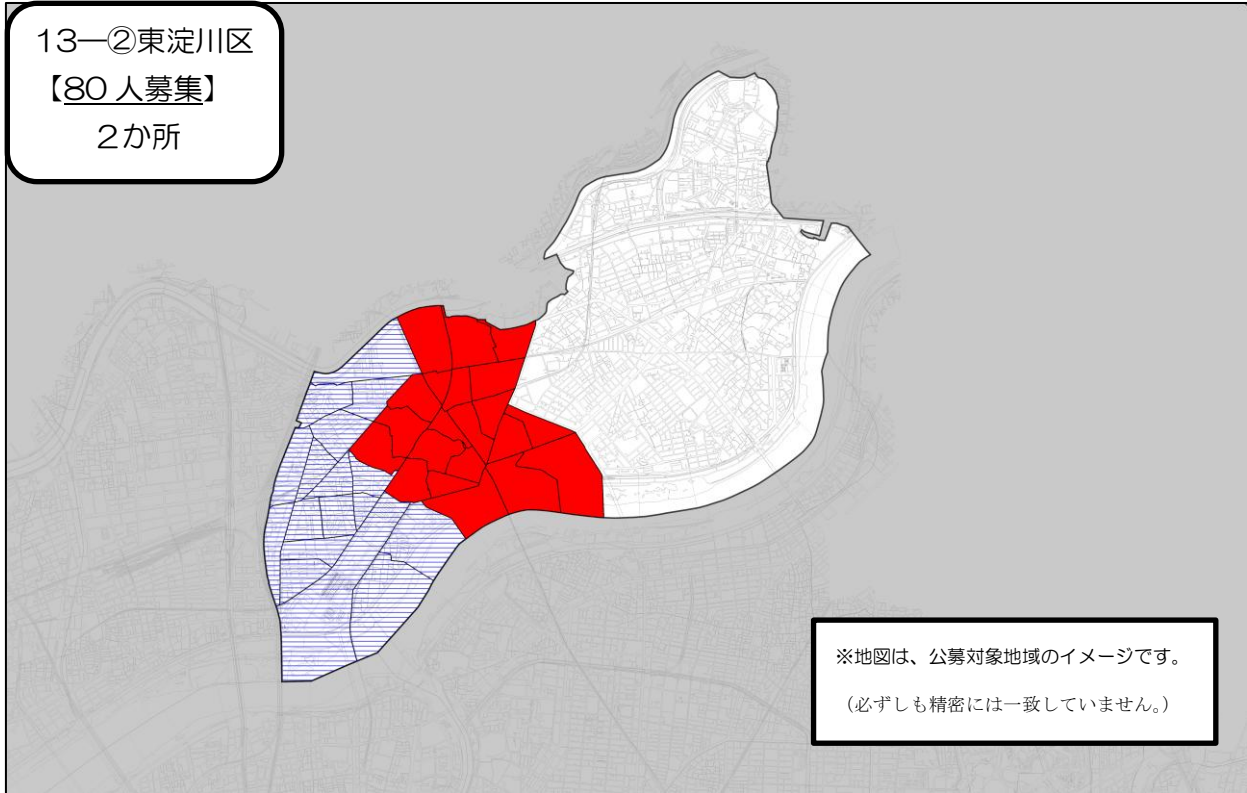 13―②東淀川区
【80人募集】
2か所
※地図は、公募対象地域のイメージです。
（必ずしも精密には一致していません。）